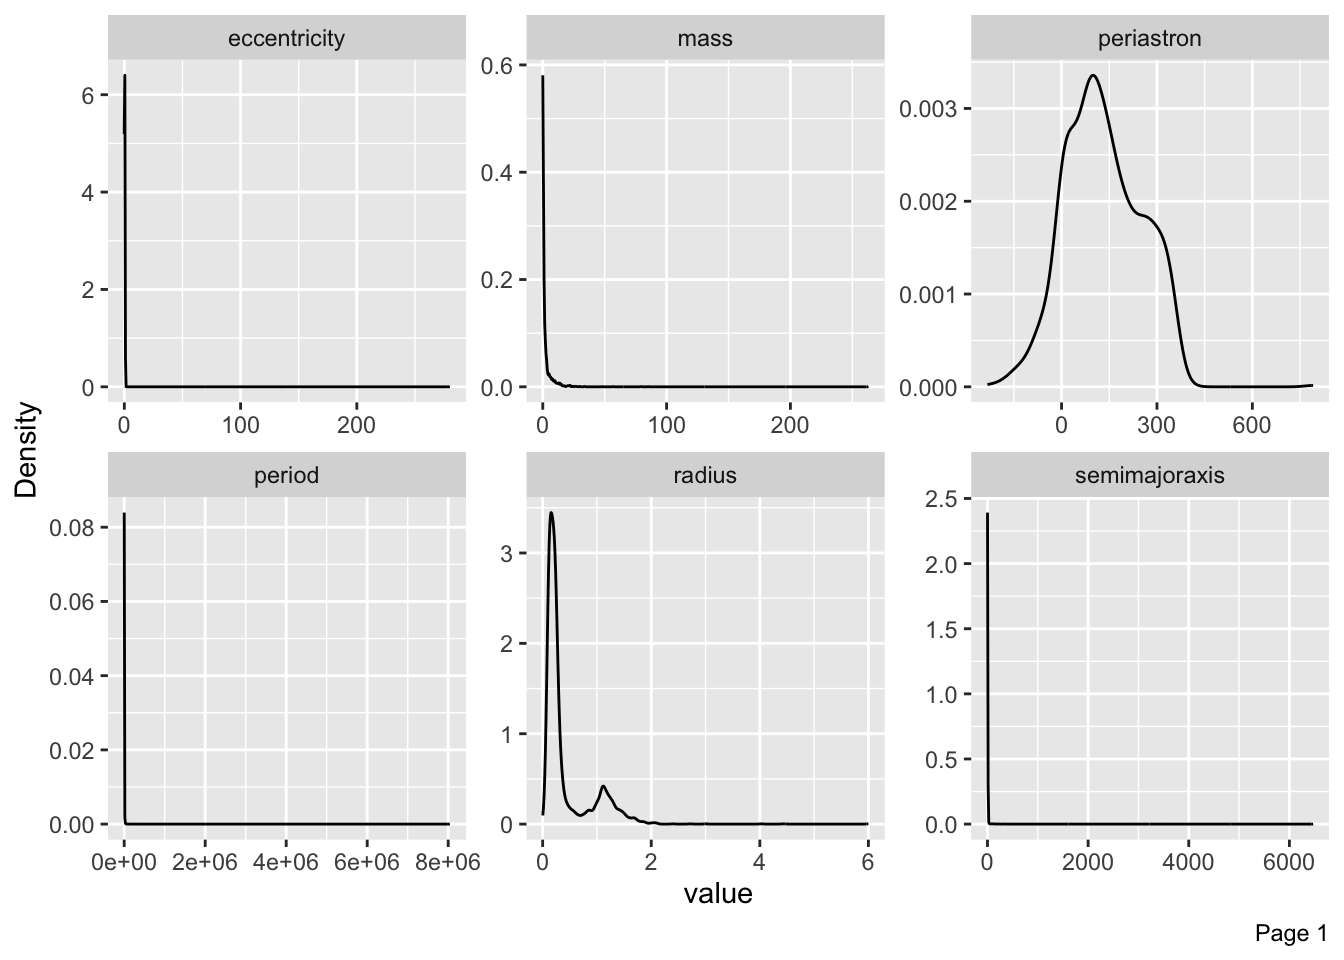 eccentricity
mass
periastron
6
4
2
0
0 100 200
0.6
0.4
0.2
0.0
0 100 200
0.003
0.002
0.001
0.000
0 300 600
Density
period
radius
semimajoraxis
0.08
0.06
0.04
0.02
0.00
0e+00 2e+06 4e+06 6e+06 8e+06
3
2
1
0
0 2 4 6
2.5
2.0
1.5
1.0
0.5
0.0
0 2000 4000 6000
value
Page 1